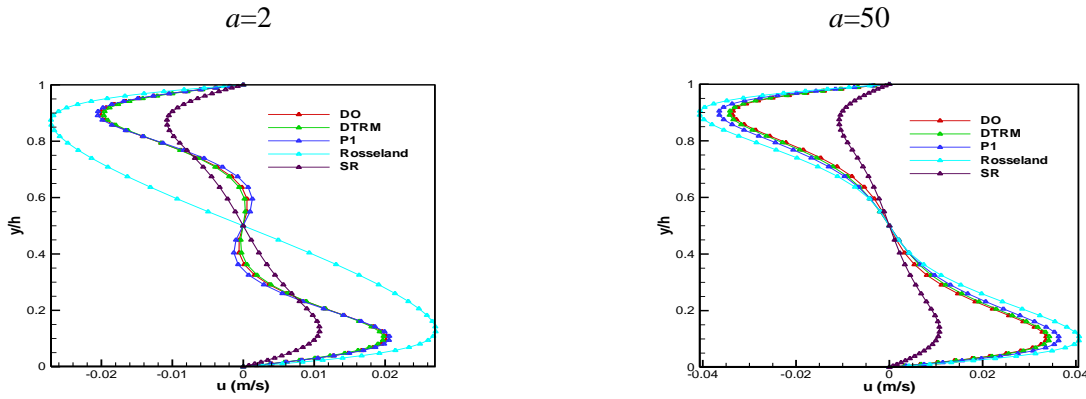 a=2
a=50
1
0.8
0.6
0.4
0.2
0
y/h
-0.02
-0.01
0
0.01
0.02
u (m/s)
DO
DTRM
P1
Rosseland
SR
1
0.8
0.6
0.4
0.2
0
y/h
-0.04
-0.02
0
0.02
0.04
u (m/s)
DO
DTRM
P1
Rosseland
SR